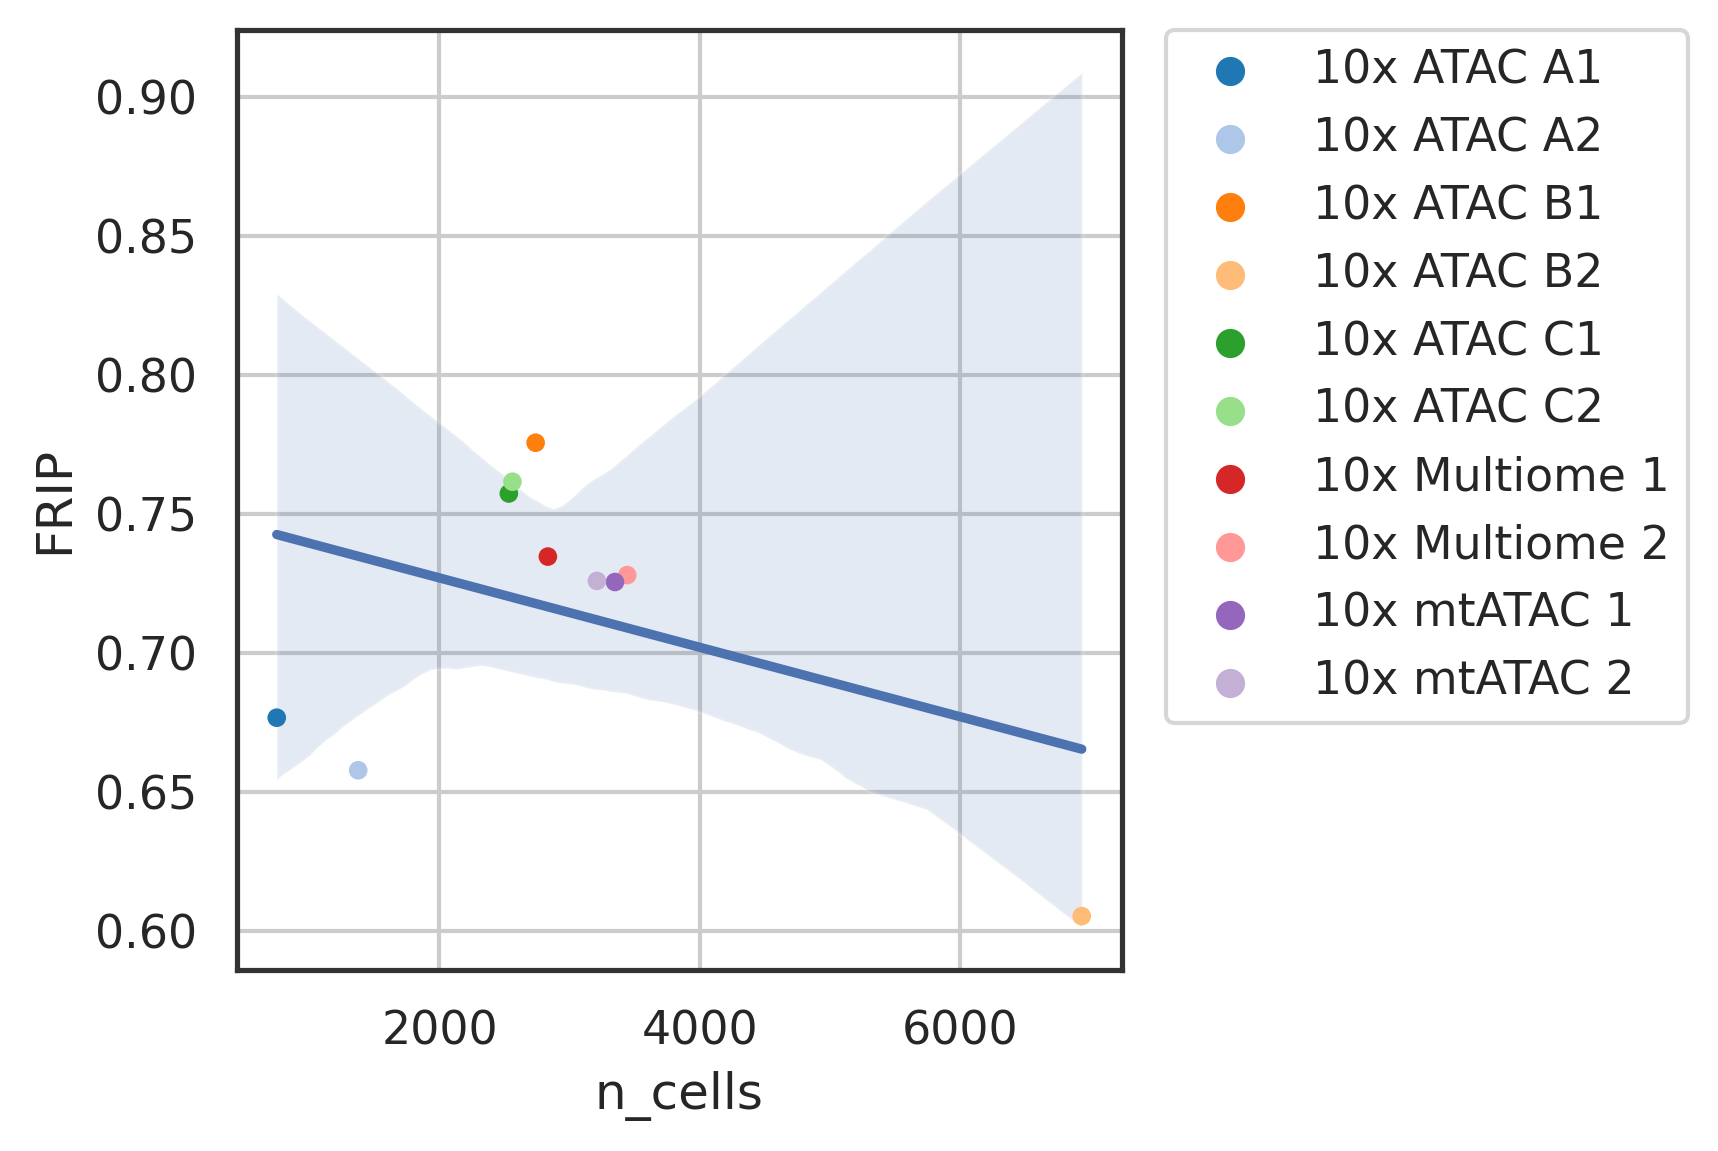 0.90
0.85
0.80
0.75
0.70
0.65
0.60
FRIP
2000 4000 6000
n_cells
10x ATAC A1
10x ATAC A2
10x ATAC B1
10x ATAC B2
10x ATAC C1
10x ATAC C2
10x Multiome 1
10x Multiome 2
10x mtATAC 1
10x mtATAC 2